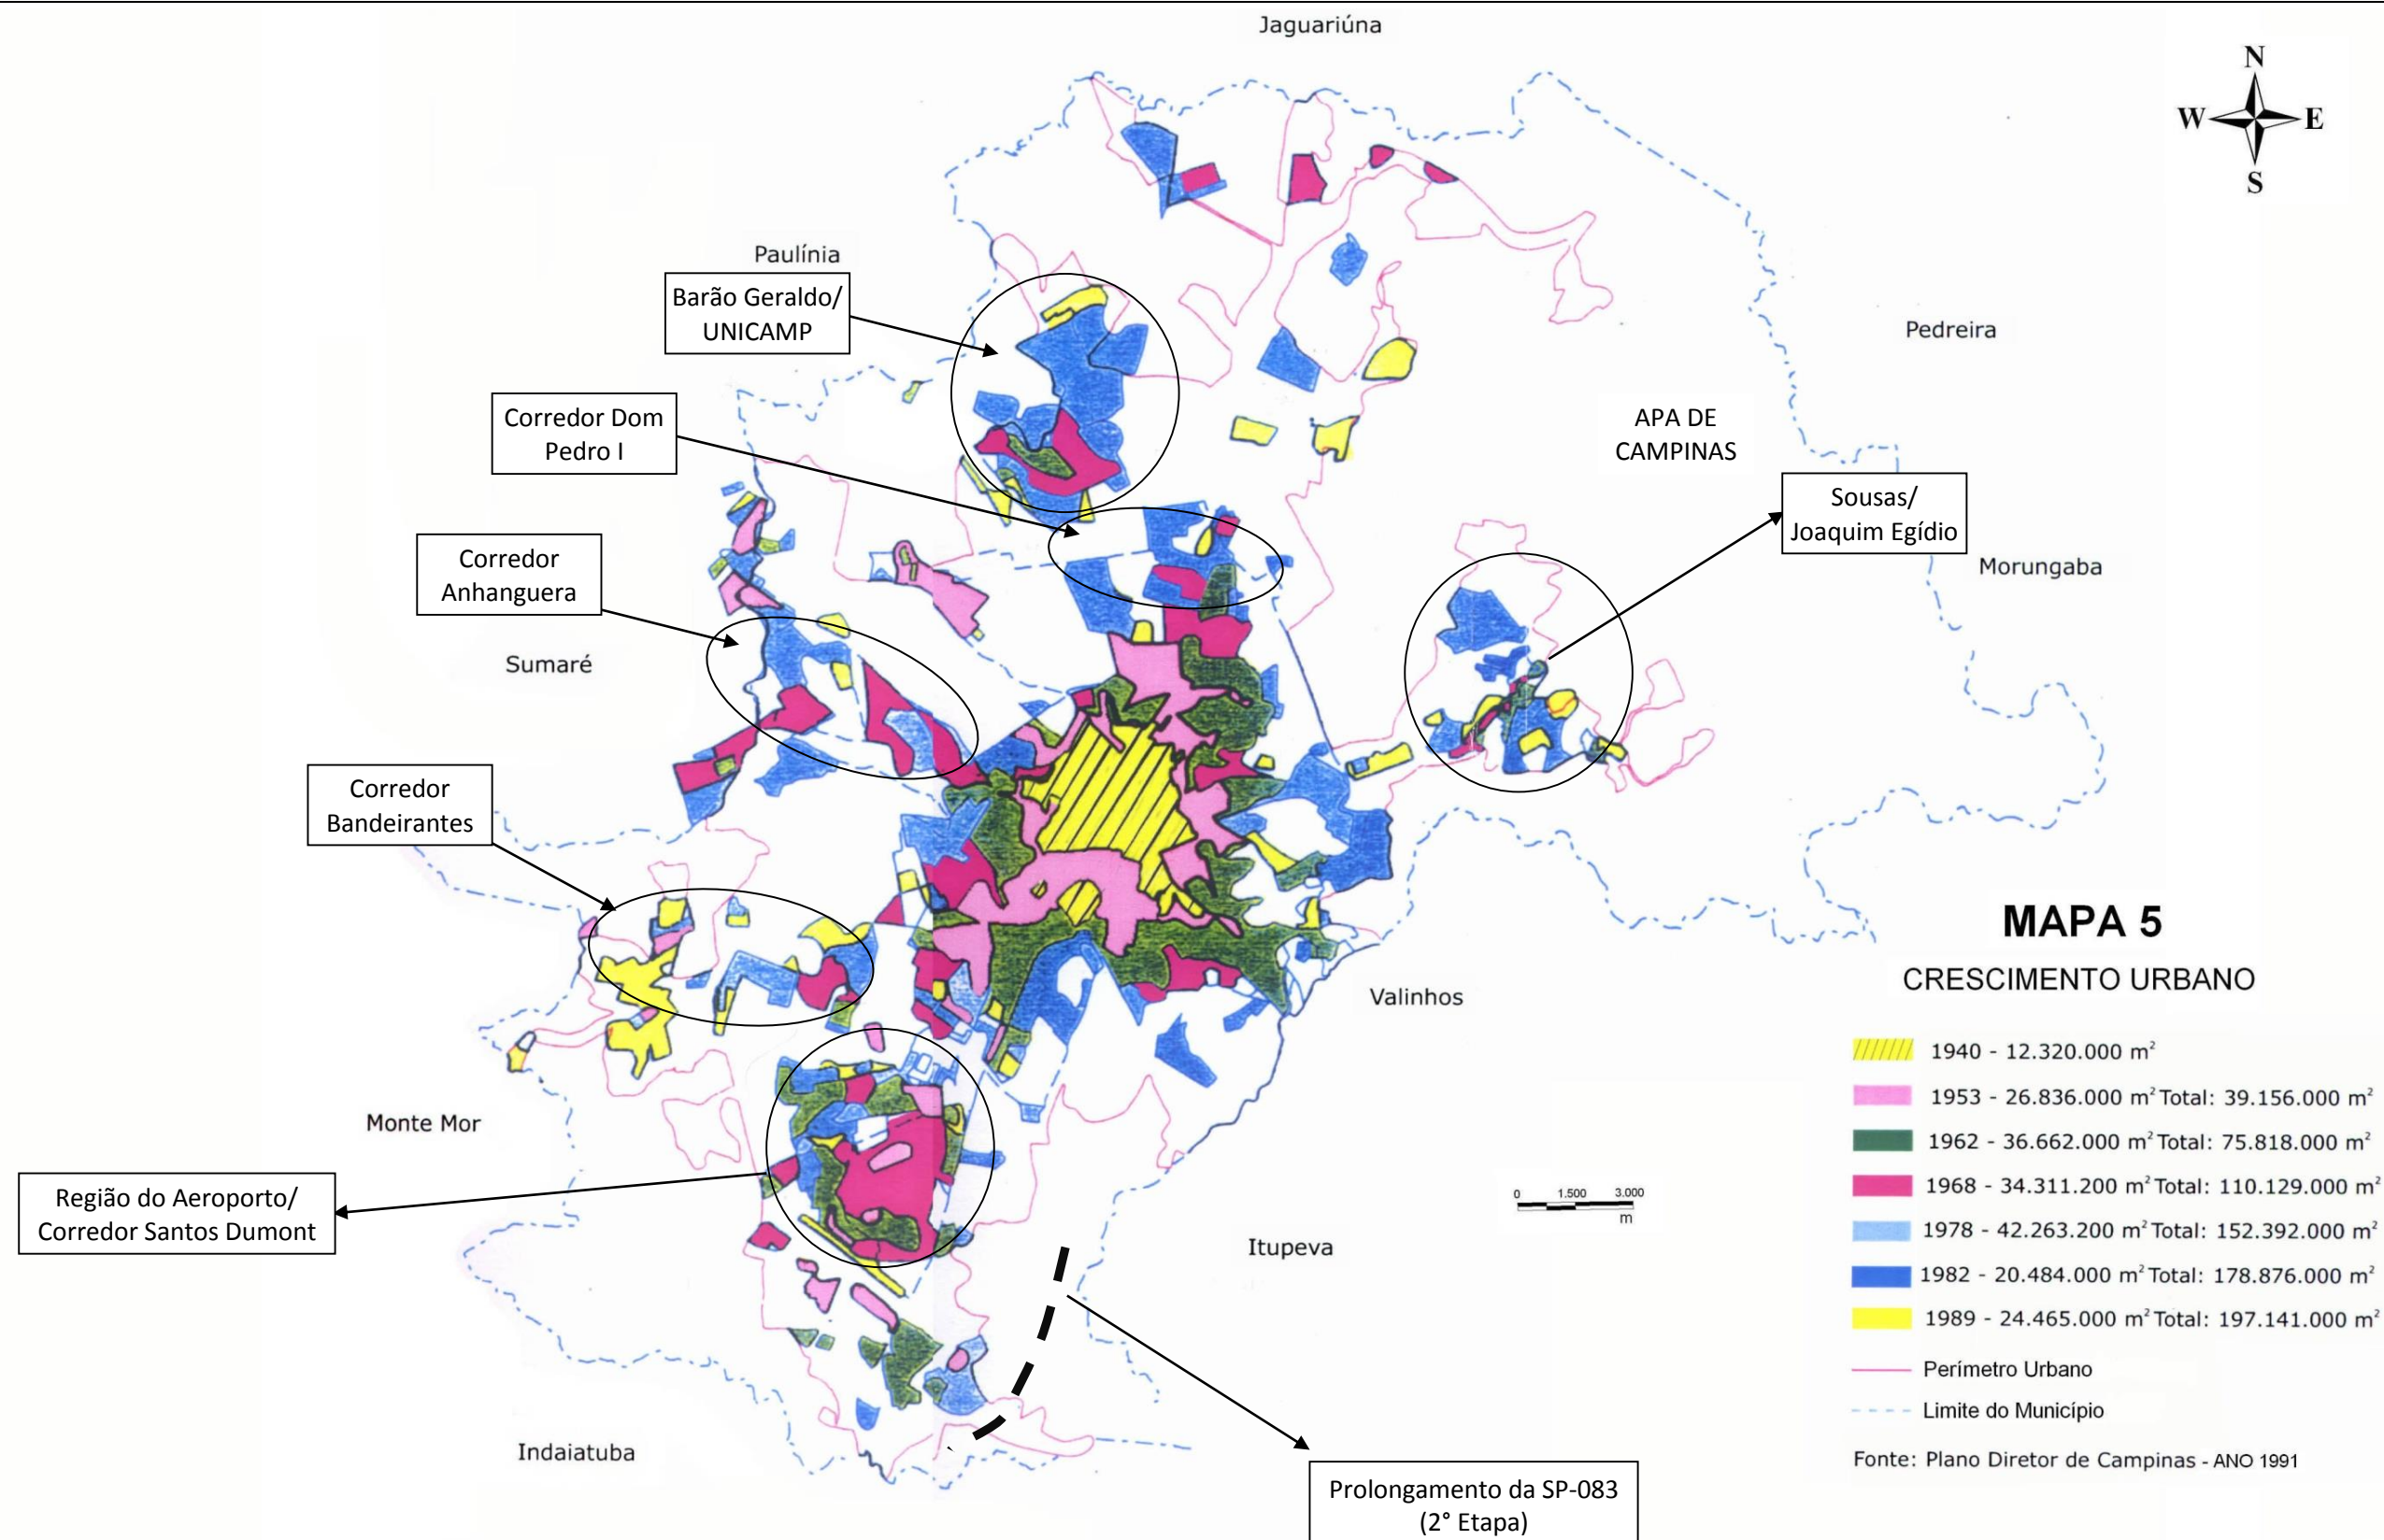 Jaguariúna
N
W E
S
Paulínia
Barão Geraldo/
UNICAMP
Pedreira
Corredor Dom
Pedro I
APA DE
CAMPINAS
Sousas/
Joaquim Egídio
Corredor
Anhanguera
Morungaba
Sumaré
Corredor
Bandeirantes
Valinhos
Monte Mor
Região do Aeroporto/
Corredor Santos Dumont
0 1.500 3.000
m
Itupeva
Indaiatuba
Prolongamento da SP-083
(2° Etapa)
MAPA 5
CRESCIMENTO URBANO
1940 - 12.320.000 m²
1953 - 26.836.000 m² Total: 39.156.000 m²
1962 - 36.662.000 m² Total: 75.818.000 m²
1968 - 34.311.200 m² Total: 110.129.000 m²
1978 - 42.263.200 m² Total: 152.392.000 m²
1982 - 20.484.000 m² Total: 178.876.000 m²
1989 - 24.465.000 m² Total: 197.141.000 m²
Perímetro Urbano
Limite do Município
Fonte: Plano Diretor de Campinas - ANO 1991